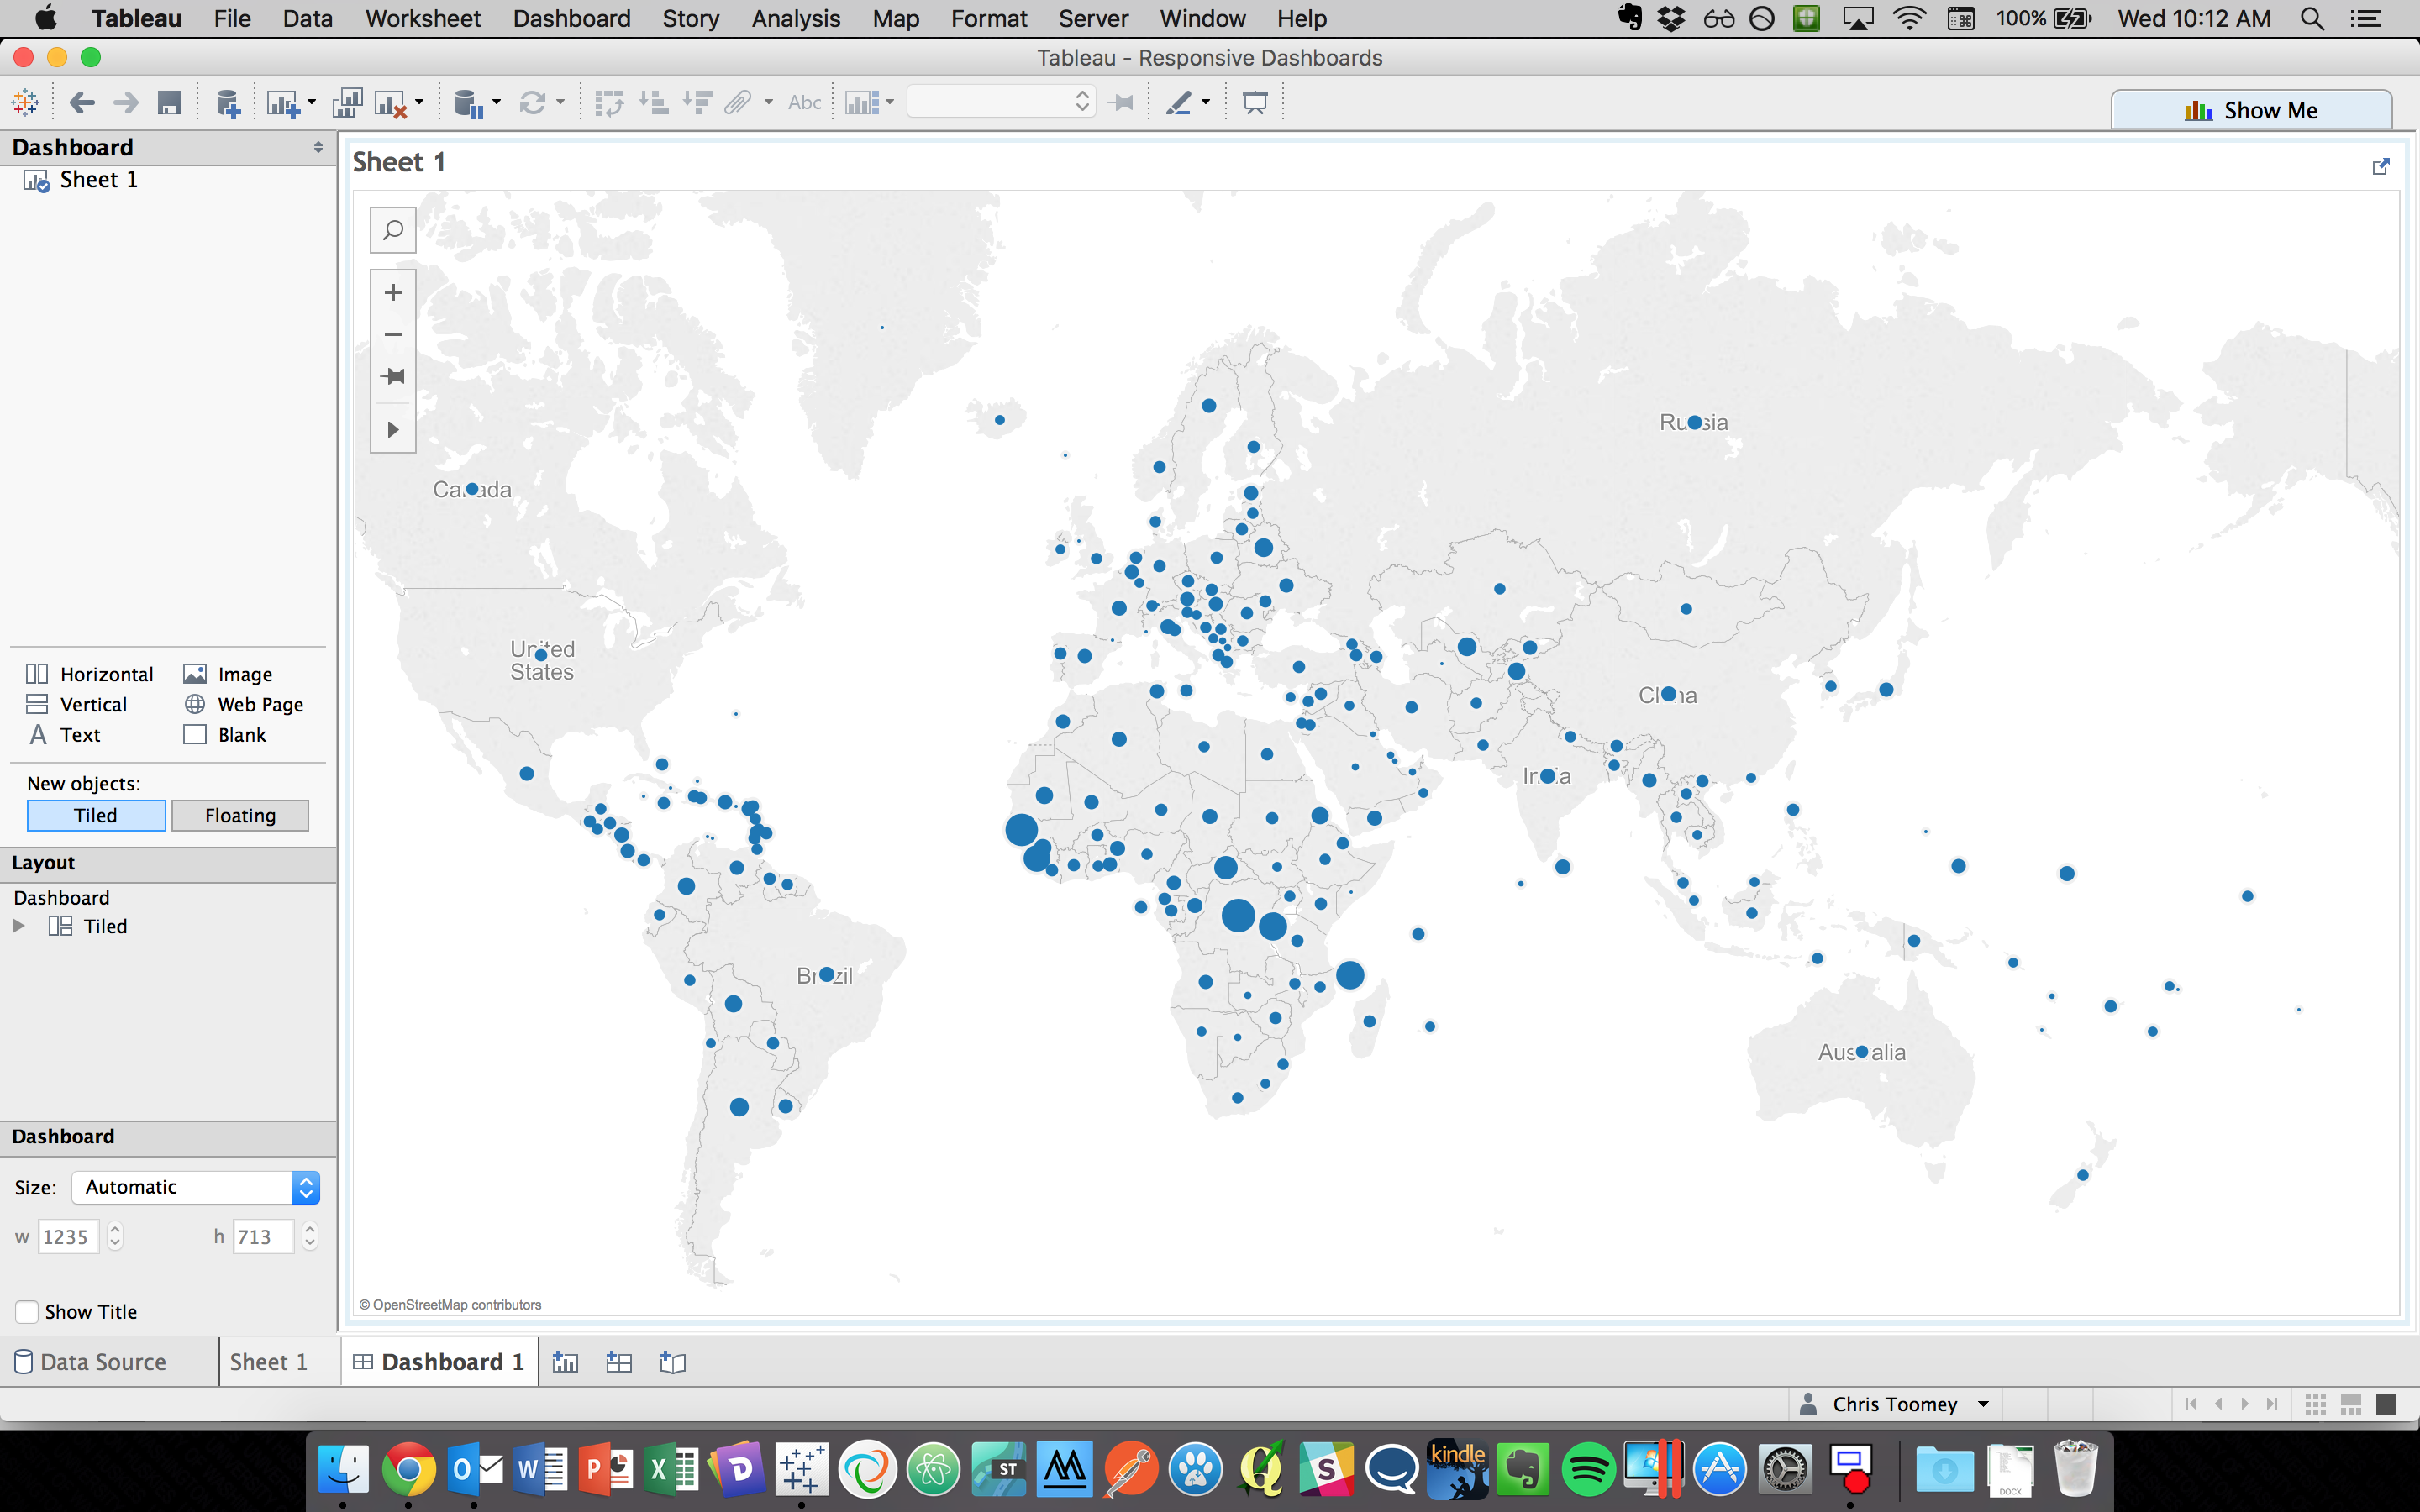 Tableau File Data Worksheet Dashboard Story Analysis Map Format Server Window Help 100% Wed 10:12 AM
Tableau - Responsive Dashboards
Abc
Show Me
Dashboard
Sheet 1
Sheet 1
Russia
Canada
United
States
China
India
Brazil
Australia
© OpenStreetMap contributors
Horizontal Image
Vertical Web Page
A Text Blank
New objects:
Tiled Floating
Layout
Dashboard
Tiled
Dashboard
Size: Automatic
w 1235 h 713
Show Title
Data Source Sheet 1 Dashboard 1
Chris Toomey
O W P X D ST S kindle
DOCX